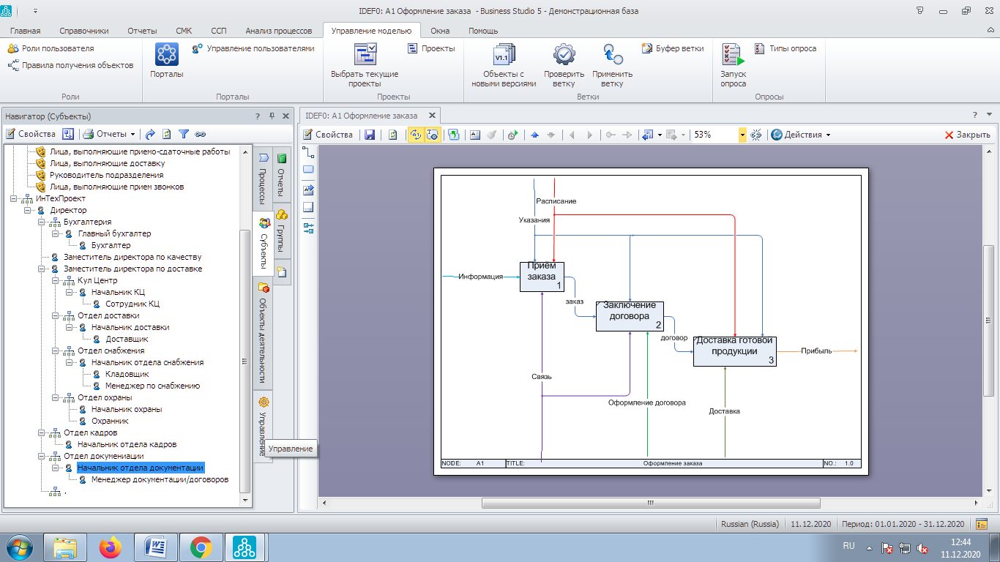 IDEF0: A1 Оформление заказа - Business Studio 5 - Демонстрационная база
Главная Справочники Отчеты СМК ССП Анализ процессов Управление моделью Окна Помощь
Роли пользователя
Правила получения объектов
Роли
Порталы
Управление пользователями
Порталы
Выбрать текущие
проекты
Проекты
Проекты
V1.1
Объекты с
новыми версиями
Проверить
ветку
Применить
ветку
Буфер ветки
Ветки
Запуск
опроса
Типы опроса
Опросы
Навигатор (Субъекты)
Свойства Отчеты
Лица, выполняющие приемо-сдаточные работы
Лица, выполняющие доставку
Руководитель подразделения
Лица, выполняющие прием звонков
ИнТехПроект
Директор
Бухгалтерия
Главный бухгалтер
Бухгалтер
Заместитель директора по качеству
Заместитель директора по доставке
Кул Центр
Начальник КЦ
Сотрудник КЦ
Отдел доставки
Начальник доставки
Доставщик
Отдел снабжения
Начальник отдела снабжения
Кладовщик
Менеджер по снабжению
Отдел охраны
Начальник охраны
Охранник
Отдел кадров
Начальник отдела кадров
Отдел докумениации
Начальник отдела документации
Менеджер документации/договоров
.
Процессы
Субъекты
Объекты деятельности
Управление
Отчеты
Группы
Управление
IDEF0: A1 Оформление заказа
Свойства 53% Действия Закрыть
Расписание
Указания
Информация
Приём
заказа
1
заказ
Заключение
договора
2
договор
Доставка готовой
продукции
3
Прибыль
Связь
Оформление договора
Доставка
NODE: A1 TITLE: Оформление заказа NO.: 1.0
Russian (Russia) 11.12.2020 Период: 01.01.2020 - 31.12.2020
RU
12:44
11.12.2020